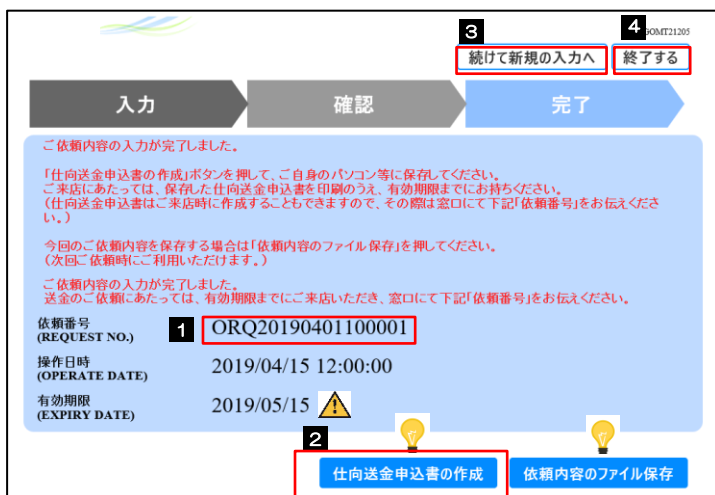 3
4
GOMT21205
続けて新規の入力へ
終了する
入力
確認
完了
ご依頼内容の入力が完了しました。
「仕向送金申込書の作成」ボタンを押して、ご自身のパソコン等に保存してください。
ご来店にあたっては、保存した仕向送金申込書を印刷のうえ、有効期限までにお持ちください。
(仕向送金申込書はご来店時に作成することもできますので、その際は窓口にて下記「依頼番号」をお伝えくださ
い。)
今回のご依頼内容を保存する場合は「依頼内容のファイル保存」を押してください。
(次回ご依頼時にご利用いただけます。)
ご依頼内容の入力が完了しました。
送金のご依頼にあたっては、有効期限までにご来店いただき、窓口にて下記「依頼番号」をお伝えください。
依頼番号
(REQUEST NO.)
1
ORQ20190401100001
操作日時
(OPERATE DATE)
2019/04/15 12:00:00
有効期限
(EXPIRY DATE)
2019/05/15
2
仕向送金申込書の作成
依頼内容のファイル保存